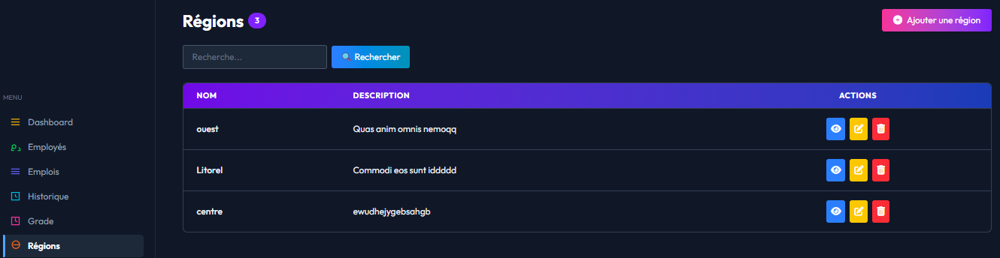 Régions 3
Ajouter une région
Recherche...
Rechercher
MENU
Dashboard
Employés
Emplois
Historique
Grade
Régions
NOM DESCRIPTION ACTIONS
ouest Quas anim omnis nemoqq
Litorel Commodi eos sunt iddddd
centre ewudhejygebsahgb